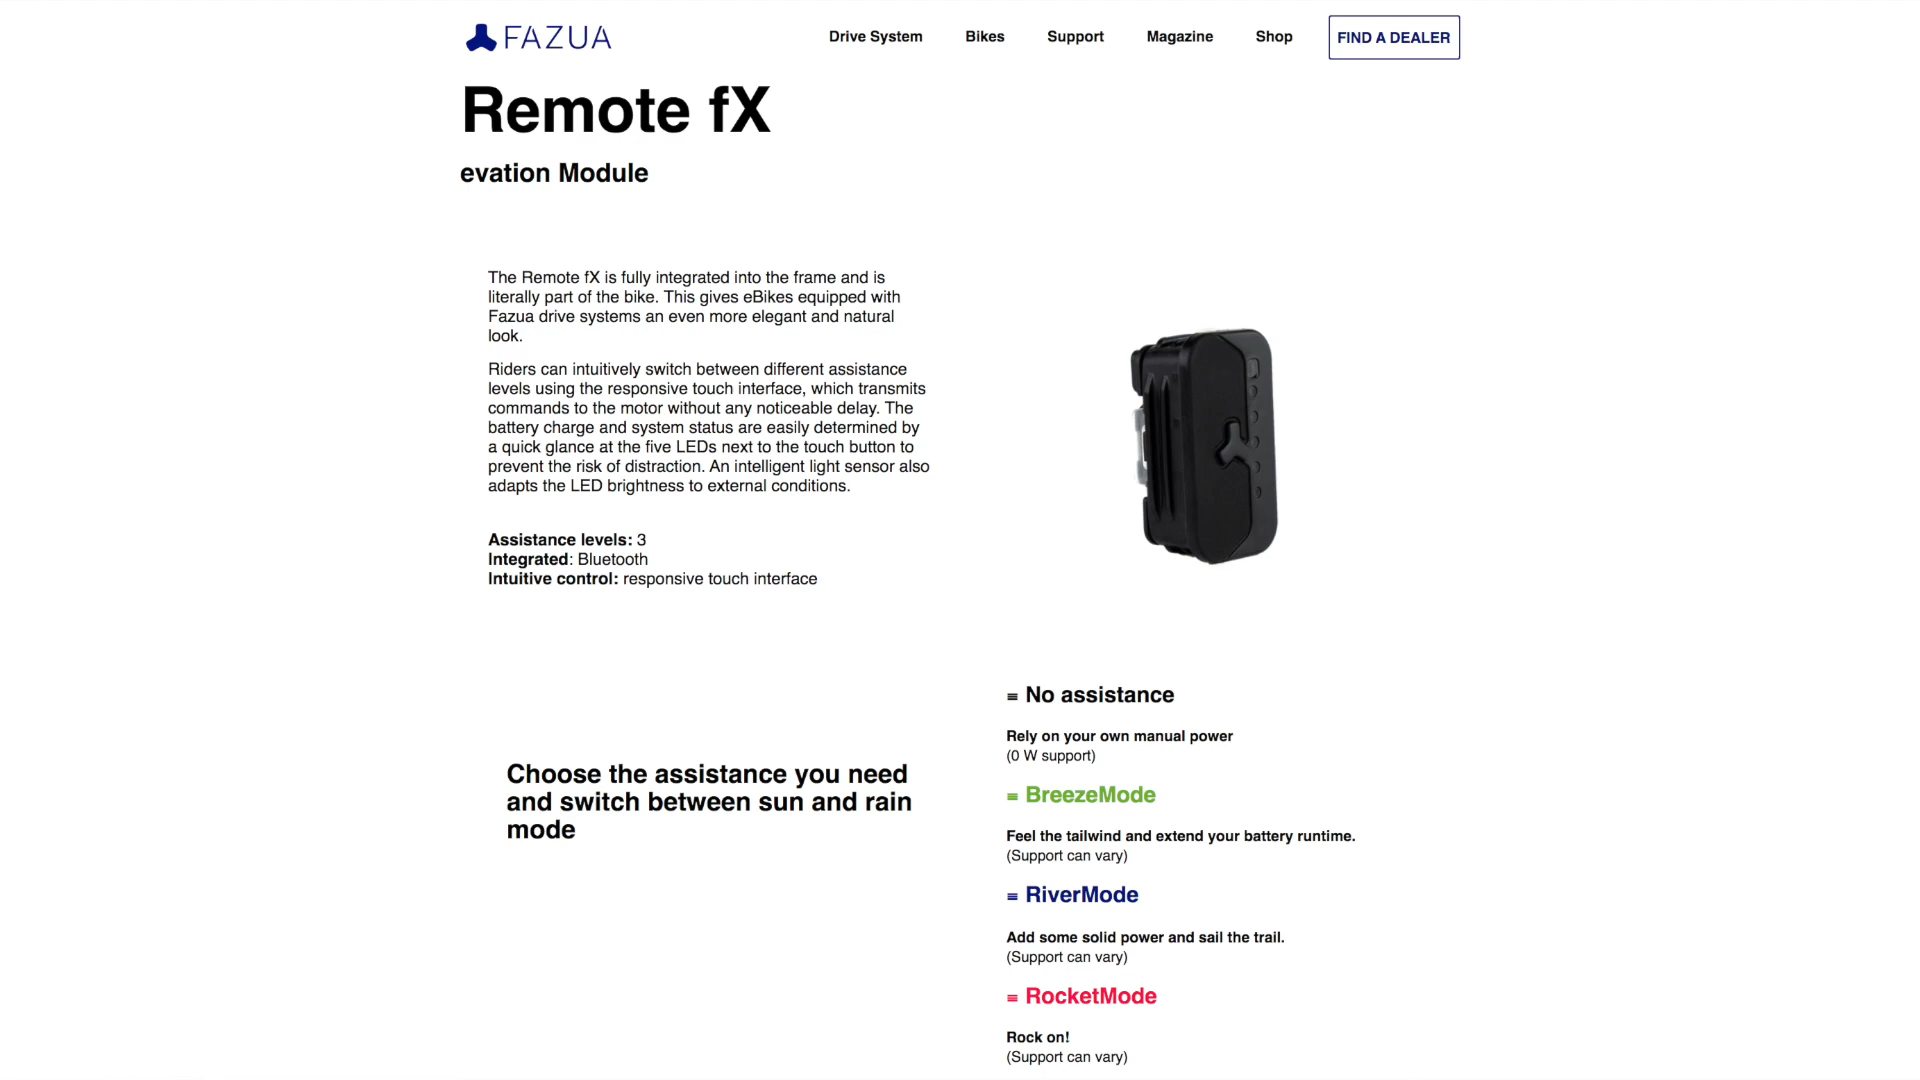 FAZUA
Drive System
Bikes
Support
Magazine
Shop
FIND A DEALER
Remote fX
evation Module
The Remote fX is fully integrated into the frame and is
literally part of the bike. This gives eBikes equipped with
Fazua drive systems an even more elegant and natural
look.
Riders can intuitively switch between different assistance
levels using the responsive touch interface, which transmits
commands to the motor without any noticeable delay. The
battery charge and system status are easily determined by
a quick glance at the five LEDs next to the touch button to
prevent the risk of distraction. An intelligent light sensor also
adapts the LED brightness to external conditions.
Assistance levels: 3
Integrated: Bluetooth
Intuitive control: responsive touch interface
Choose the assistance you need
and switch between sun and rain
mode
≡ No assistance
Rely on your own manual power
(0 W support)
≡ BreezeMode
Feel the tailwind and extend your battery runtime.
(Support can vary)
≡ RiverMode
Add some solid power and sail the trail.
(Support can vary)
≡ RocketMode
Rock on!
(Support can vary)